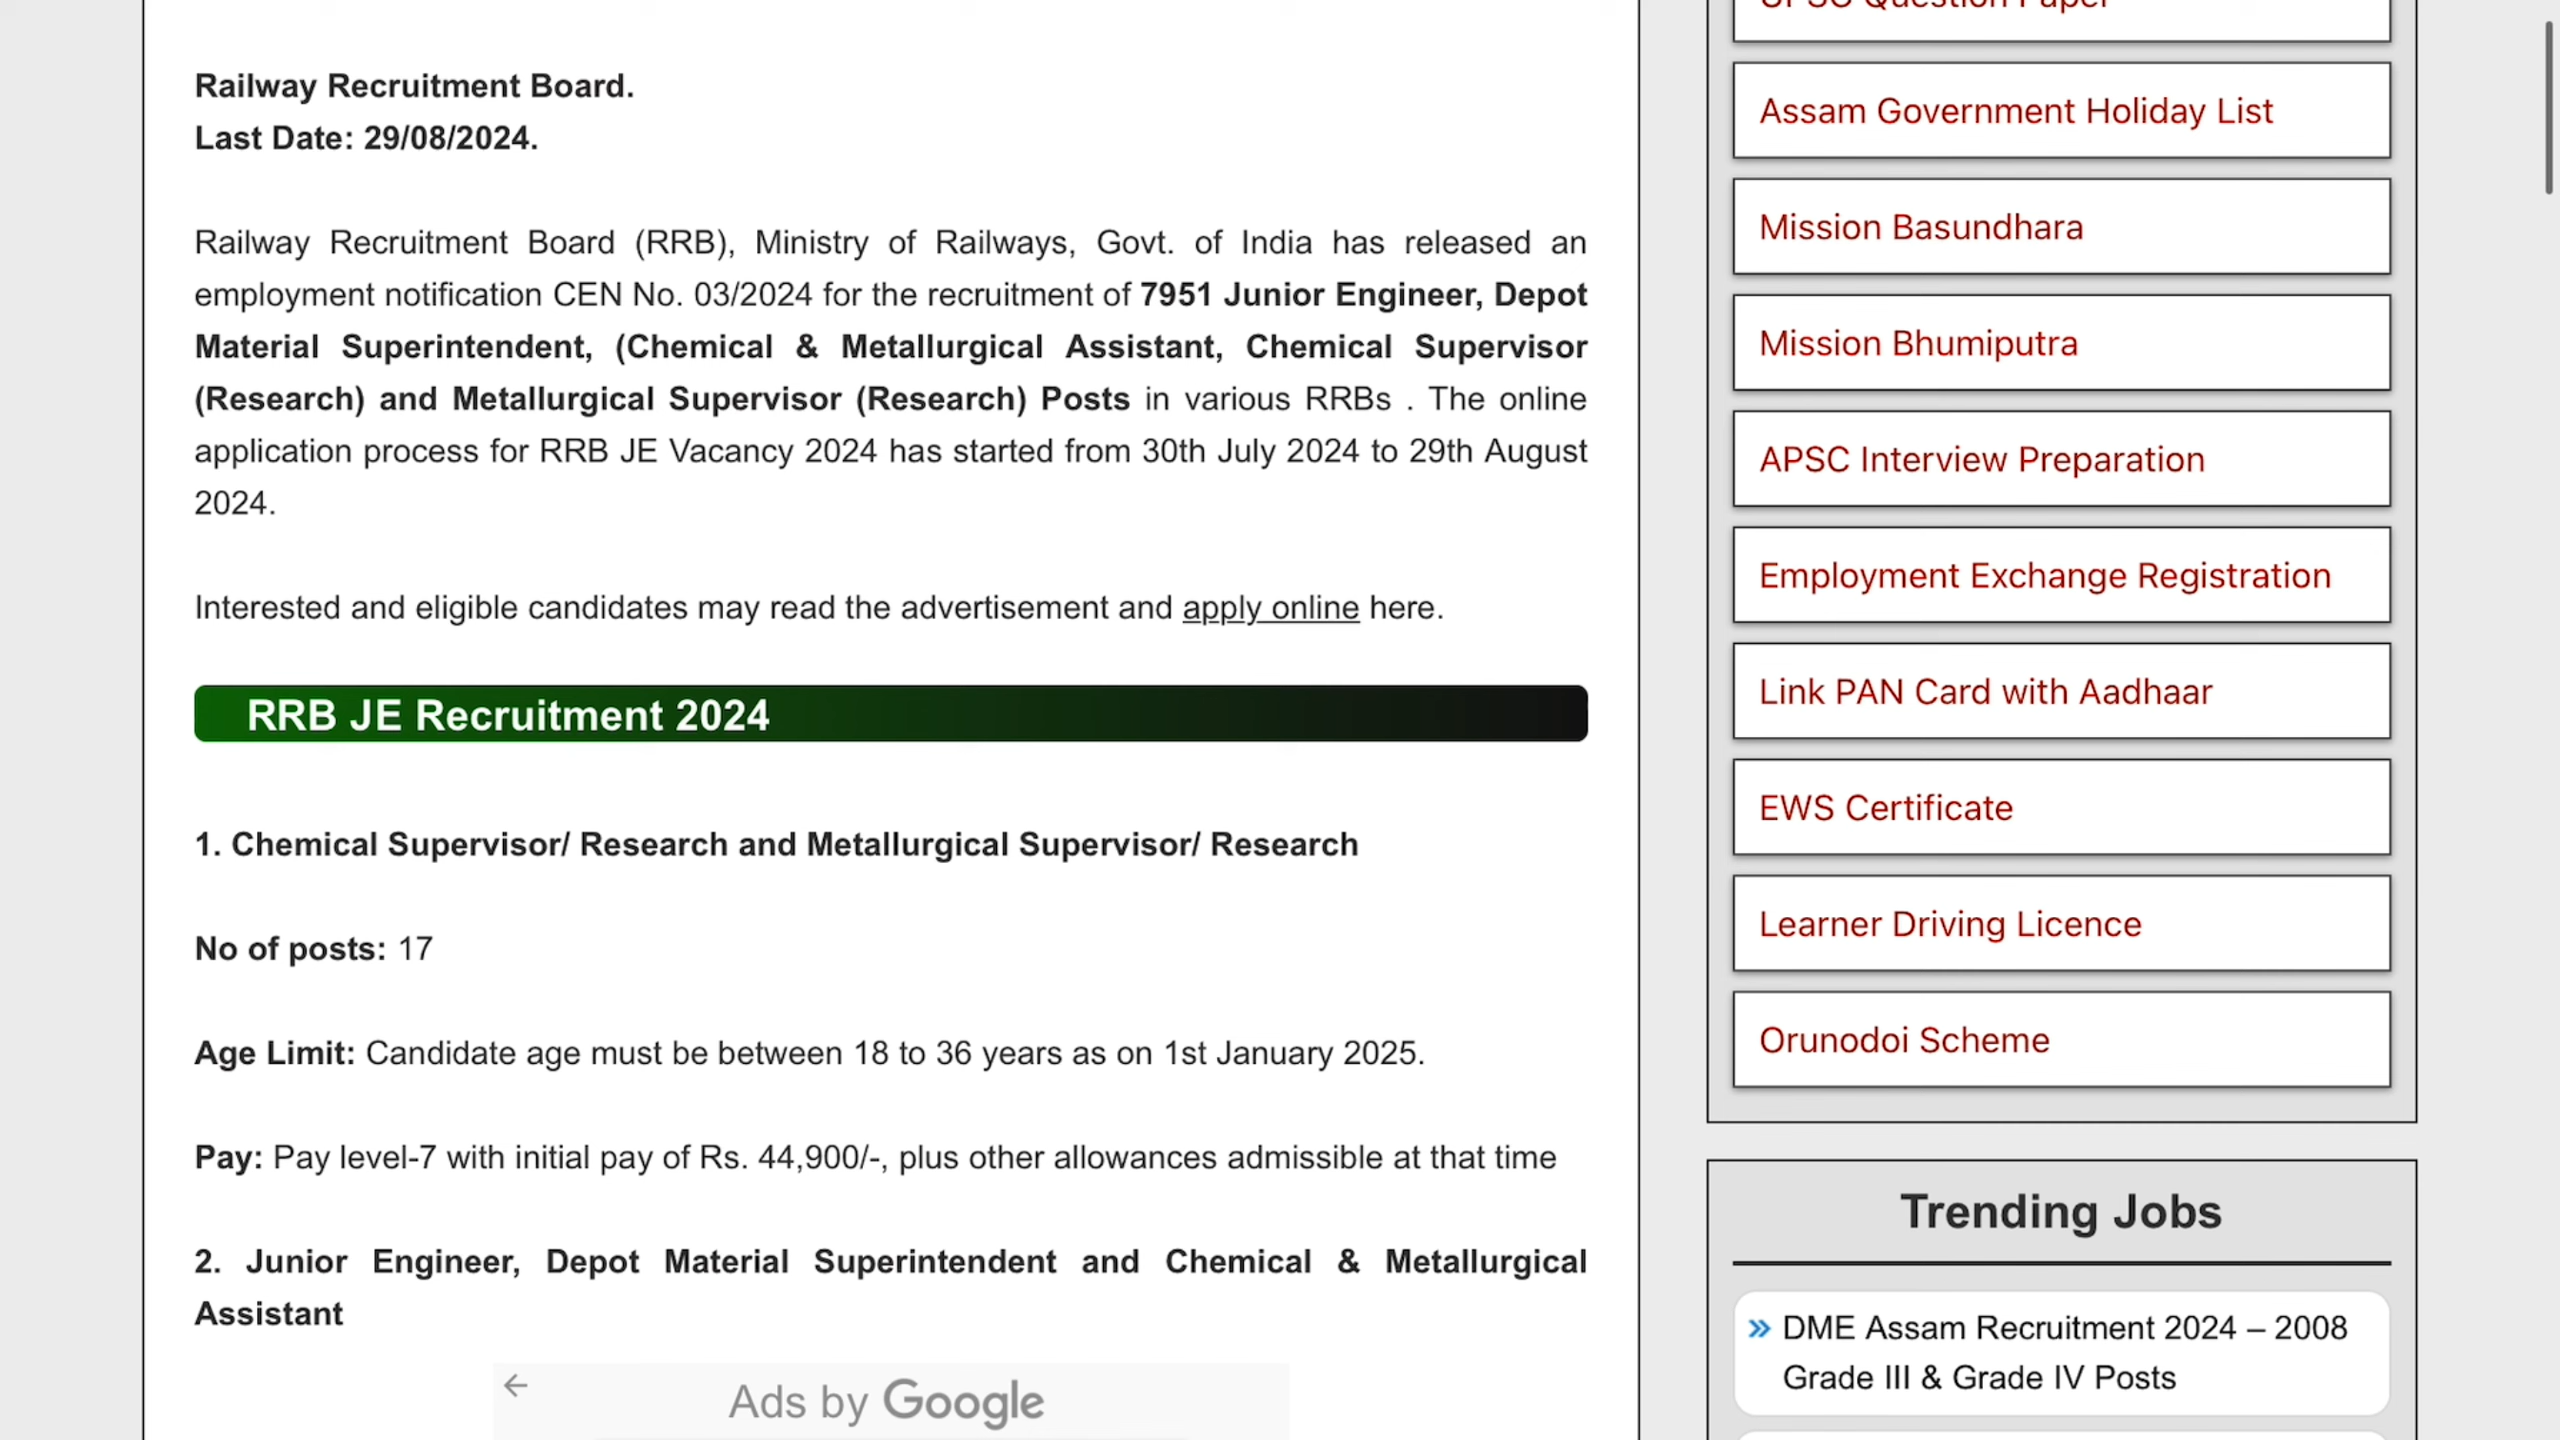 Railway Recruitment Board.
Last Date: 29/08/2024.
Railway Recruitment Board (RRB), Ministry of Railways, Govt. of India has released an
employment notification CEN No. 03/2024 for the recruitment of 7951 Junior Engineer, Depot
Material Superintendent, (Chemical & Metallurgical Assistant, Chemical Supervisor
(Research) and Metallurgical Supervisor (Research) Posts in various RRBs . The online
application process for RRB JE Vacancy 2024 has started from 30th July 2024 to 29th August
2024.
Interested and eligible candidates may read the advertisement and apply online here.
RRB JE Recruitment 2024
1. Chemical Supervisor/ Research and Metallurgical Supervisor/ Research
No of posts: 17
Age Limit: Candidate age must be between 18 to 36 years as on 1st January 2025.
Pay: Pay level-7 with initial pay of Rs. 44,900/-, plus other allowances admissible at that time
2. Junior Engineer, Depot Material Superintendent and Chemical & Metallurgical
Assistant
Ads by Google
Question Paper
Assam Government Holiday List
Mission Basundhara
Mission Bhumiputra
APSC Interview Preparation
Employment Exchange Registration
Link PAN Card with Aadhaar
EWS Certificate
Learner Driving Licence
Orunodoi Scheme
Trending Jobs
» DME Assam Recruitment 2024 – 2008
Grade III & Grade IV Posts